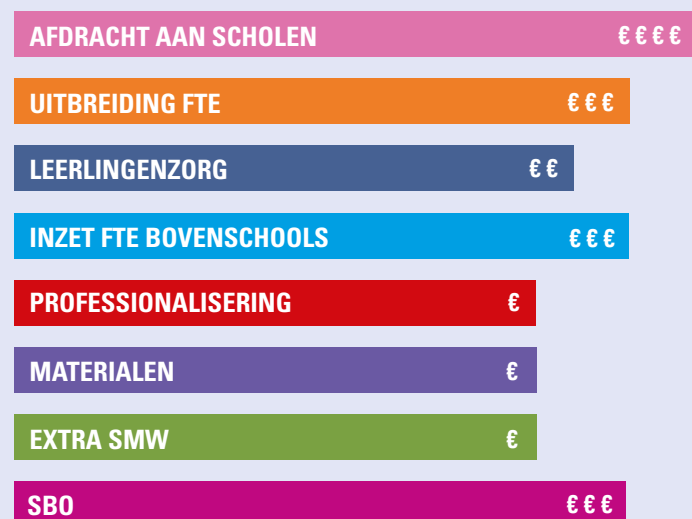 AFDRACHT AAN SCHOLEN € € € €
UITBREIDING FTE € € €
LEERLINGENZORG € €
INZET FTE BOVENSCHOOLS € € €
PROFESSIONALISERING €
MATERIALEN €
EXTRA SMW €
SBO € € €